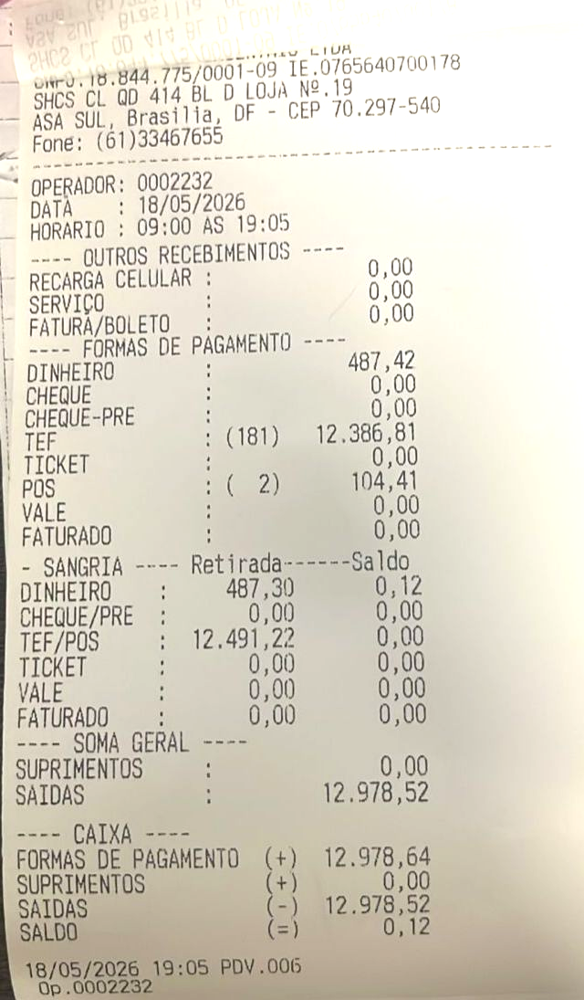 LTDA
CNPJ.18.844.775/0001-09 IE.0765640700178
SHCS CL QD 414 BL D LOJA Nº.19
ASA SUL, Brasilia, DF - CEP 70.297-540
Fone: (61)33467655
OPERADOR: 0002232
DATA : 18/05/2026
HORARIO : 09:00 AS 19:05
---- OUTROS RECEBIMENTOS ----
RECARGA CELULAR : 0,00
SERVIÇO : 0,00
FATURA/BOLETO : 0,00
---- FORMAS DE PAGAMENTO ----
DINHEIRO : 487,42
CHEQUE : 0,00
CHEQUE-PRE : 0,00
TEF : (181) 12.386,81
TICKET : 0,00
POS : ( 2) 104,41
VALE : 0,00
FATURADO : 0,00
- SANGRIA ---- Retirada------Saldo
DINHEIRO : 487,30 0,12
CHEQUE/PRE : 0,00 0,00
TEF/POS : 12.491,22 0,00
TICKET : 0,00 0,00
VALE : 0,00 0,00
FATURADO : 0,00 0,00
---- SOMA GERAL ----
SUPRIMENTOS : 0,00
SAIDAS : 12.978,52
---- CAIXA ----
FORMAS DE PAGAMENTO (+) 12.978,64
SUPRIMENTOS (+) 0,00
SAIDAS (-) 12.978,52
SALDO (=) 0,12
18/05/2026 19:05 PDV.006
Op.0002232